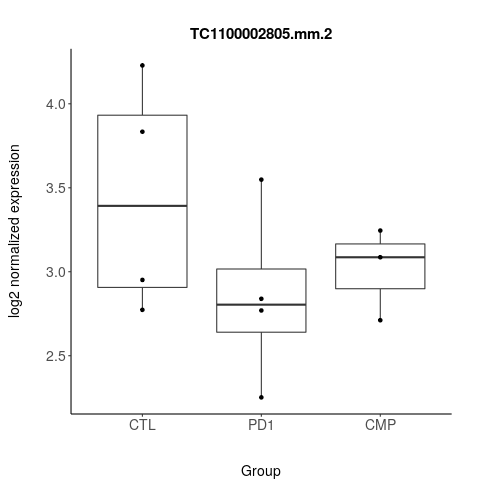 TC1100002805.mm.2
log2 normalized expression
4.0
3.5
3.0
2.5
CTL PD1 CMP
Group